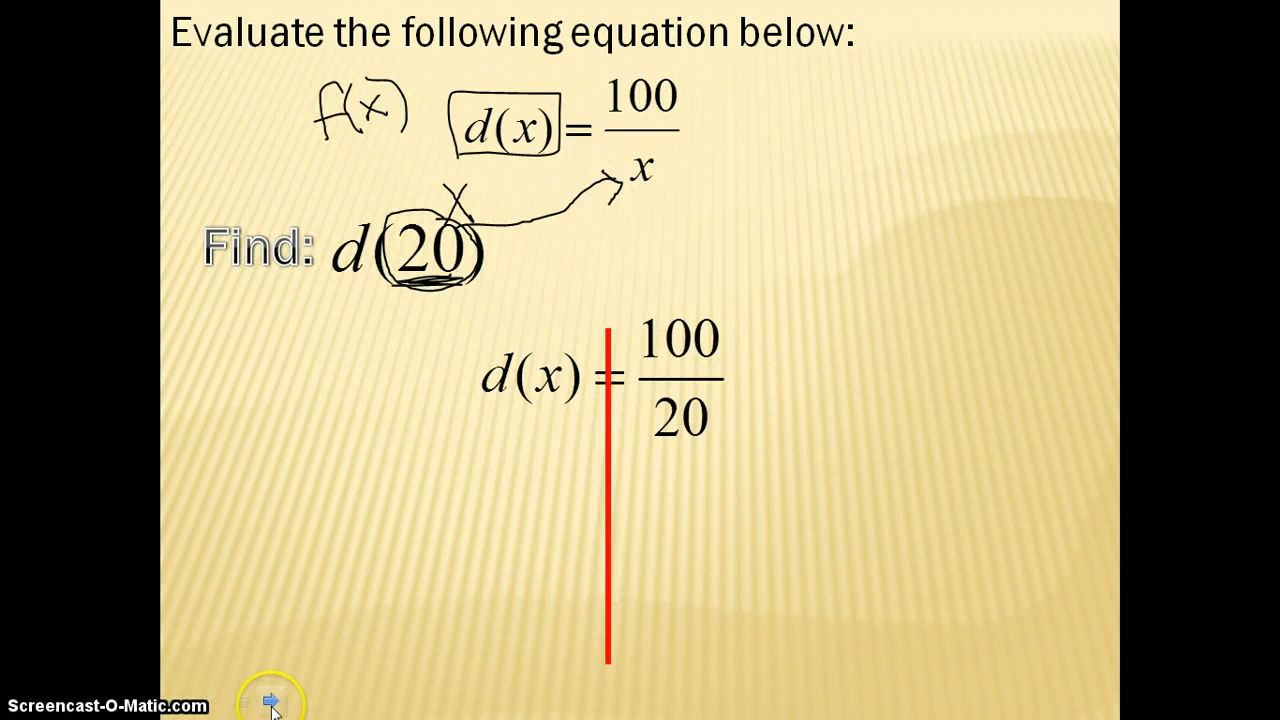 Evaluate the following equation below:
f(x) d(x) = 100/x
x
Find: d(20)
d(x) = 100/20
Screencast-O-Matic.com